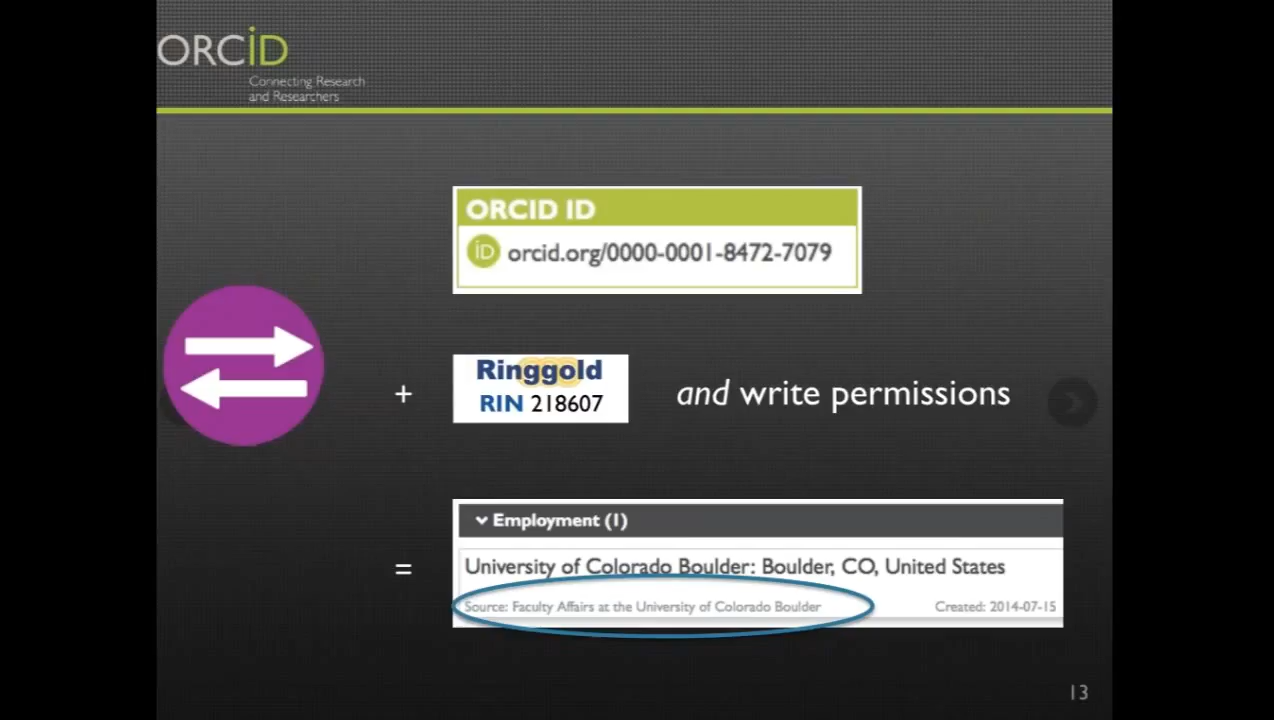 ORCiD
Connecting Research
and Researchers
ORCID ID
iD orcid.org/0000-0001-8472-7079
+
Ringgold
RIN 218607
and write permissions
=
Employment (1)
University of Colorado Boulder: Boulder, CO, United States
Source: Faculty Affairs at the University of Colorado Boulder Created: 2014-07-15
13